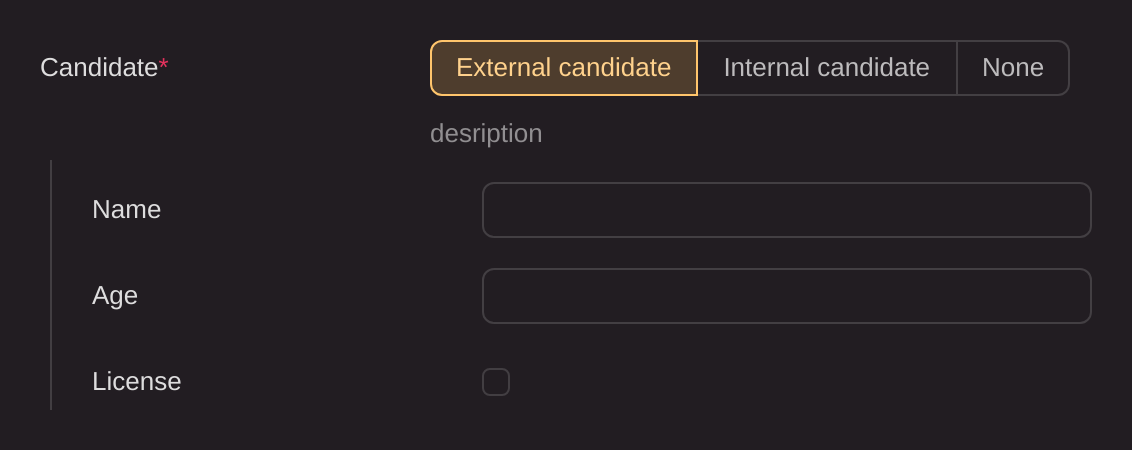 Candidate* External candidate Internal candidate None
desription
Name
Age
License